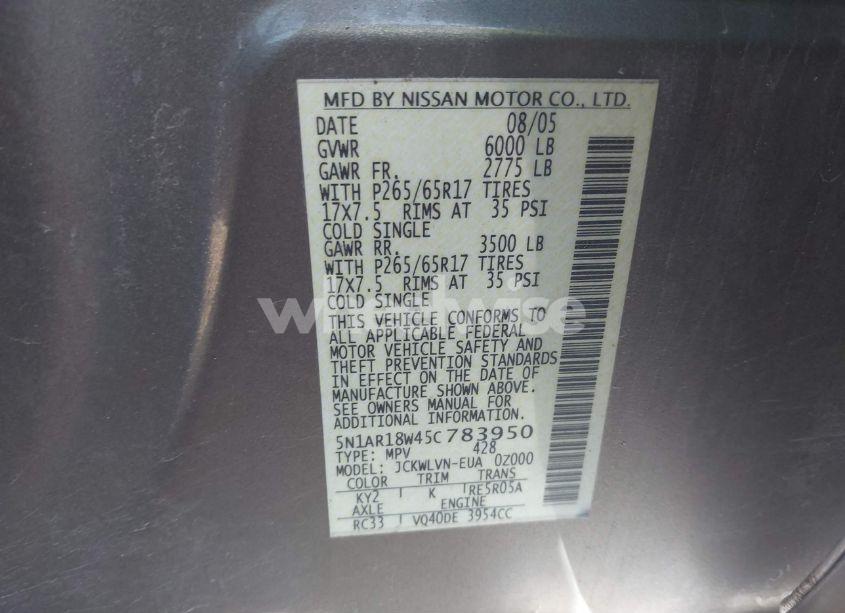 MFD BY NISSAN MOTOR CO., LTD.
DATE 08/05
GVWR 6000 LB
GAWR FR. 2775 LB
WITH P265/65R17 TIRES
17X7.5 RIMS AT 35 PSI
COLD SINGLE
GAWR RR. 3500 LB
WITH P265/65R17 TIRES
17X7.5 RIMS AT 35 PSI
COLD SINGLE
THIS VEHICLE CONFORMS TO
ALL APPLICABLE FEDERAL
MOTOR VEHICLE SAFETY AND
THEFT PREVENTION STANDARDS
IN EFFECT ON THE DATE OF
MANUFACTURE SHOWN ABOVE.
SEE OWNERS MANUAL FOR
ADDITIONAL INFORMATION.
5N1AR18W45C783950
TYPE: MPV 428
MODEL: JCKWLVN-EUA 0Z000
COLOR TRIM TRANS
KY2 K RE5R05A
AXLE ENGINE
RC33 VQ40DE 3954CC